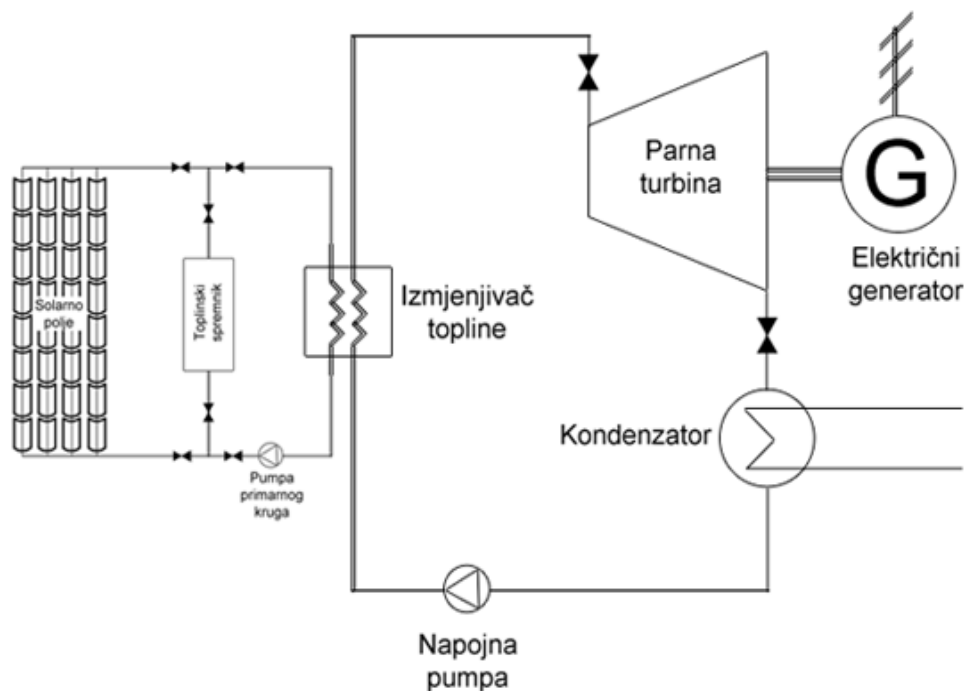 Parna
turbina
G
Električni
generator
Solarno
polje
Toplinski
spremnik
Izmjenjivač
topline
Kondenzator
Pumpa
primarnog
kruga
Napojna
pumpa